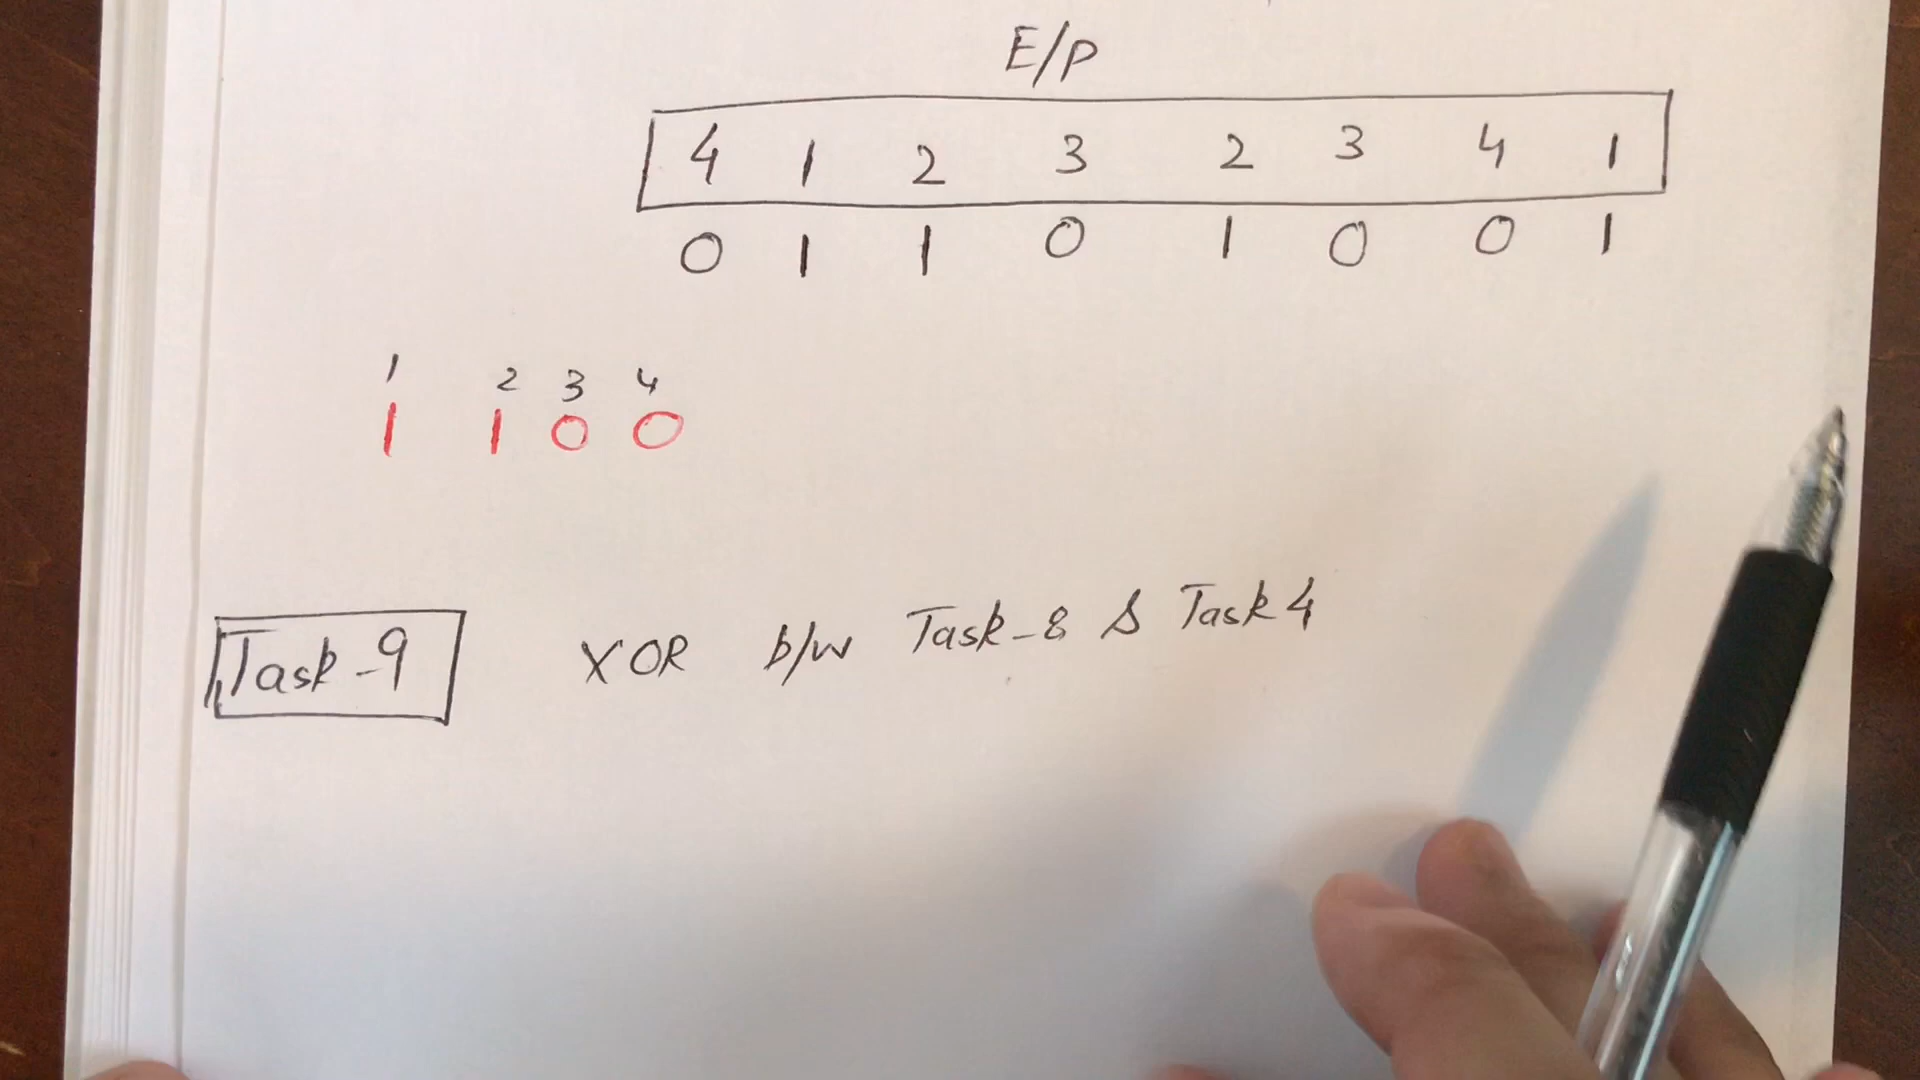 E/P
4 1 2 3 2 3 4 1
0 1 1 0 1 0 0 1
1 2 3 4
1 1 0 0
Task-9 XOR b/w Task-8 & Task 4